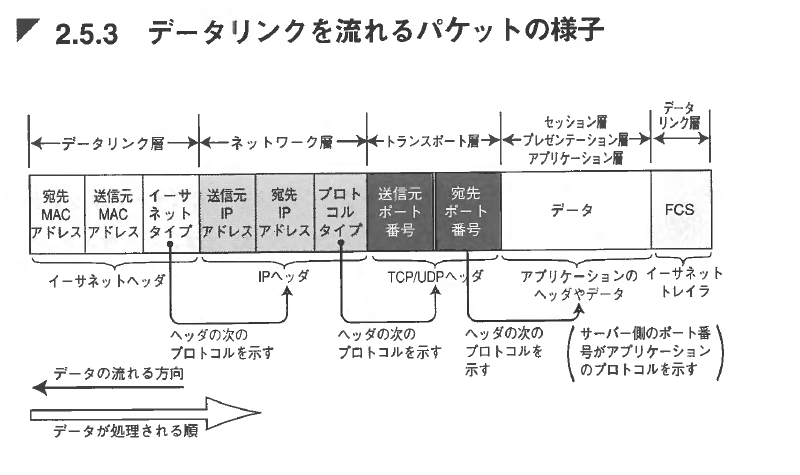 2.5.3 データリンクを流れるパケットの様子
データリンク層
ネットワーク層
トランスポート層
セッション層
プレゼンテーション層
アプリケーション層
データ
リンク層
宛先
MAC
アドレス
送信元
MAC
アドレス
イーサ
ネット
タイプ
送信元
IP
アドレス
宛先
IP
アドレス
プロト
コル
タイプ
送信元
ポート
番号
宛先
ポート
番号
データ
FCS
イーサネットヘッダ
IPヘッダ
TCP/UDPヘッダ
アプリケーションの
ヘッダやデータ
イーサネット
トレイラ
ヘッダの次の
プロトコルを示す
ヘッダの次の
プロトコルを示す
ヘッダの次の
プロトコルを
示す
(サーバー側のポート番
号がアプリケーション
のプロトコルを示す)
データの流れる方向
データが処理される順